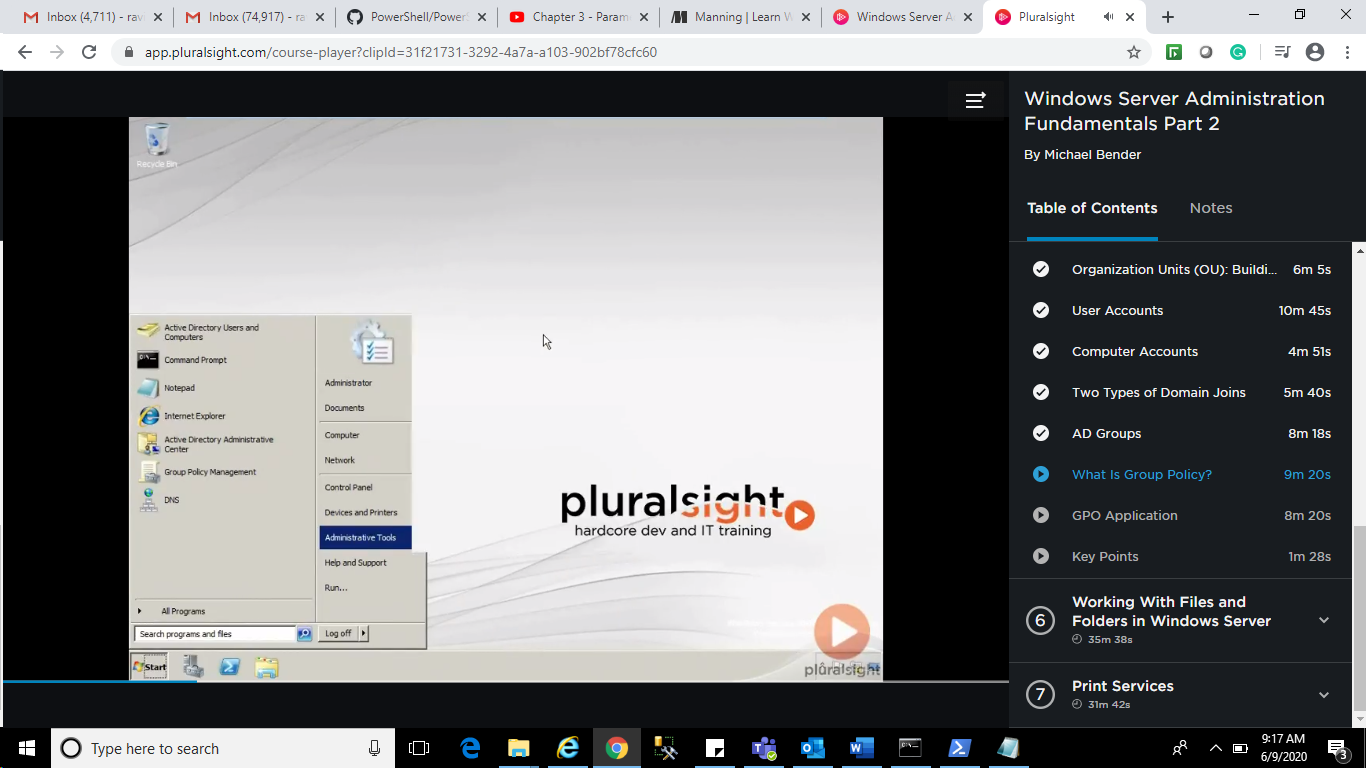 Inbox (4,711) - rav
Inbox (74,917) - ra
PowerShell/Power
Chapter 3 - Param
Manning | Learn W
Windows Server A
Pluralsight
app.pluralsight.com/course-player?clipId=31f21731-3292-4a7a-a103-902bf78cfc60
Recycle Bin
Active Directory Users and
Computers
Command Prompt
Notepad
Internet Explorer
Active Directory Administrative
Center
Group Policy Management
DNS
All Programs
Search programs and files
Administrator
Documents
Computer
Network
Control Panel
Devices and Printers
Administrative Tools
Help and Support
Run...
Log off
Start
pluralsight
hardcore dev and IT training
pluralsight
Windows Server Administration
Fundamentals Part 2
By Michael Bender
Table of Contents
Notes
Organization Units (OU): Buildi... 6m 5s
User Accounts 10m 45s
Computer Accounts 4m 51s
Two Types of Domain Joins 5m 40s
AD Groups 8m 18s
What Is Group Policy? 9m 20s
GPO Application 8m 20s
Key Points 1m 28s
6 Working With Files and
Folders in Windows Server
35m 38s
7 Print Services
31m 42s
Type here to search
9:17 AM
6/9/2020
3